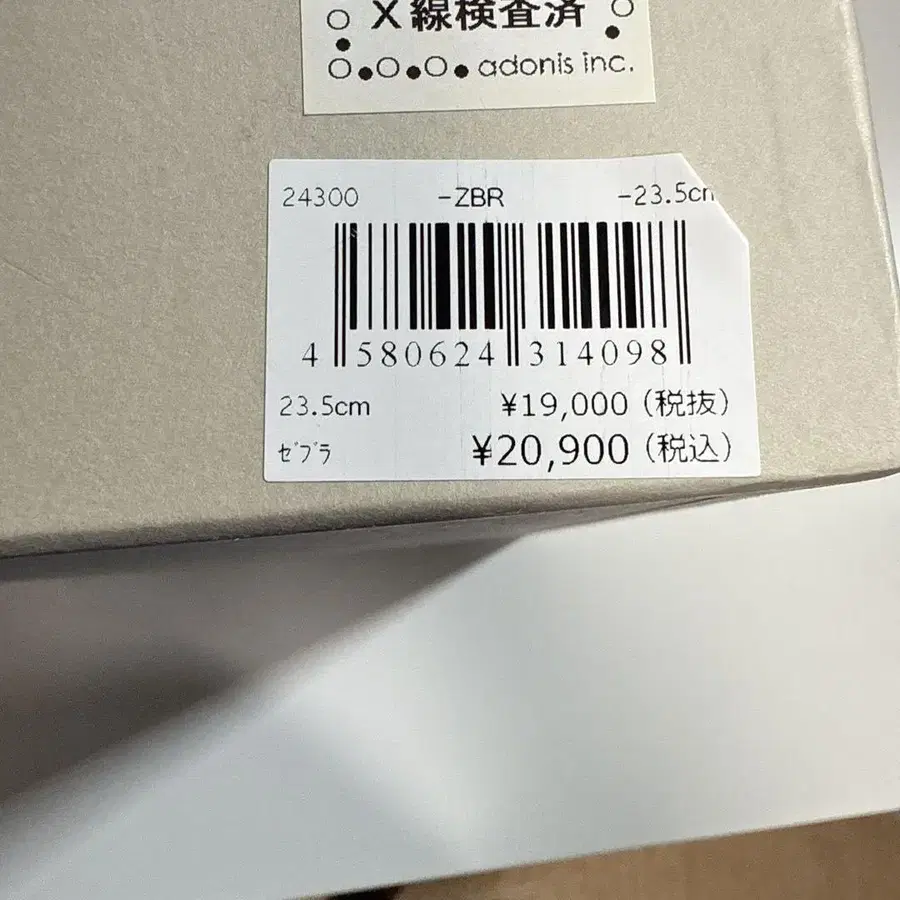 X線検査済
adonis inc.
24300 -ZBR -23.5cm
4 580624 314098
23.5cm ¥19,000 (税抜)
ｾﾞﾌﾞﾗ ¥20,900 (税込)